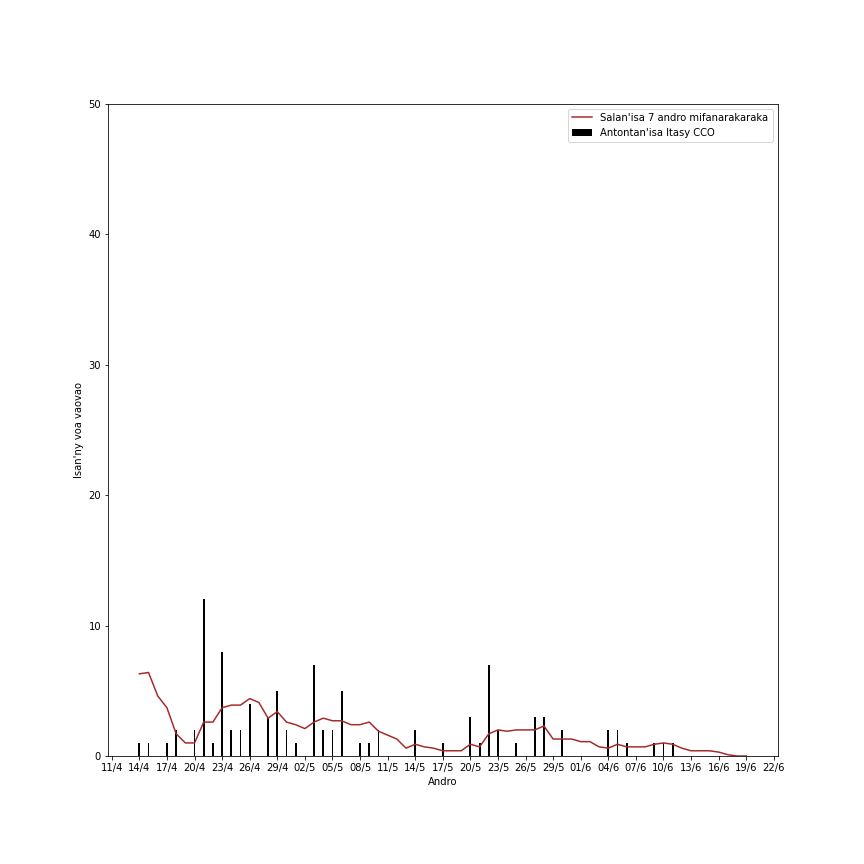 Salan'isa 7 andro mifanarakaraka
Antontan'isa Itasy CCO
50
40
30
20
10
0
Isan'ny voa vaovao
11/4 14/4 17/4 20/4 23/4 26/4 29/4 02/5 05/5 08/5 11/5 14/5 17/5 20/5 23/5 26/5 29/5 01/6 04/6 07/6 10/6 13/6 16/6 19/6 22/6
Andro